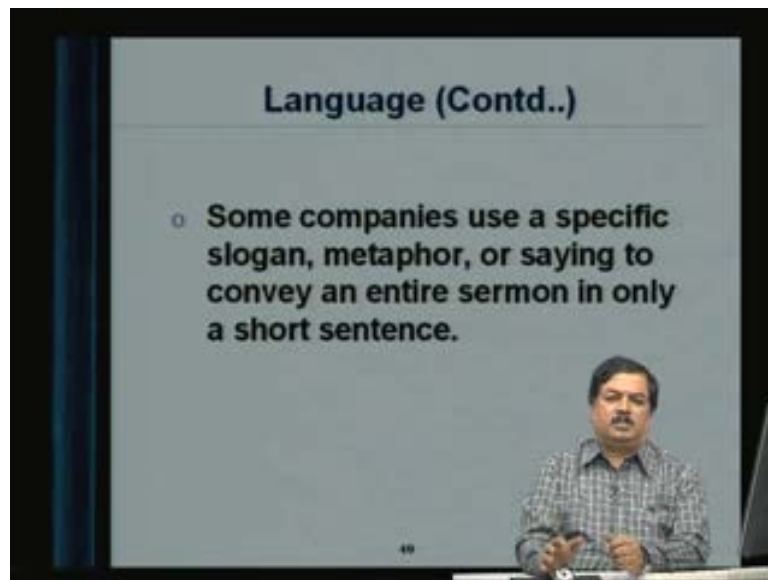 Language (Contd..)
o Some companies use a specific
slogan, metaphor, or saying to
convey an entire sermon in only
a short sentence.
49